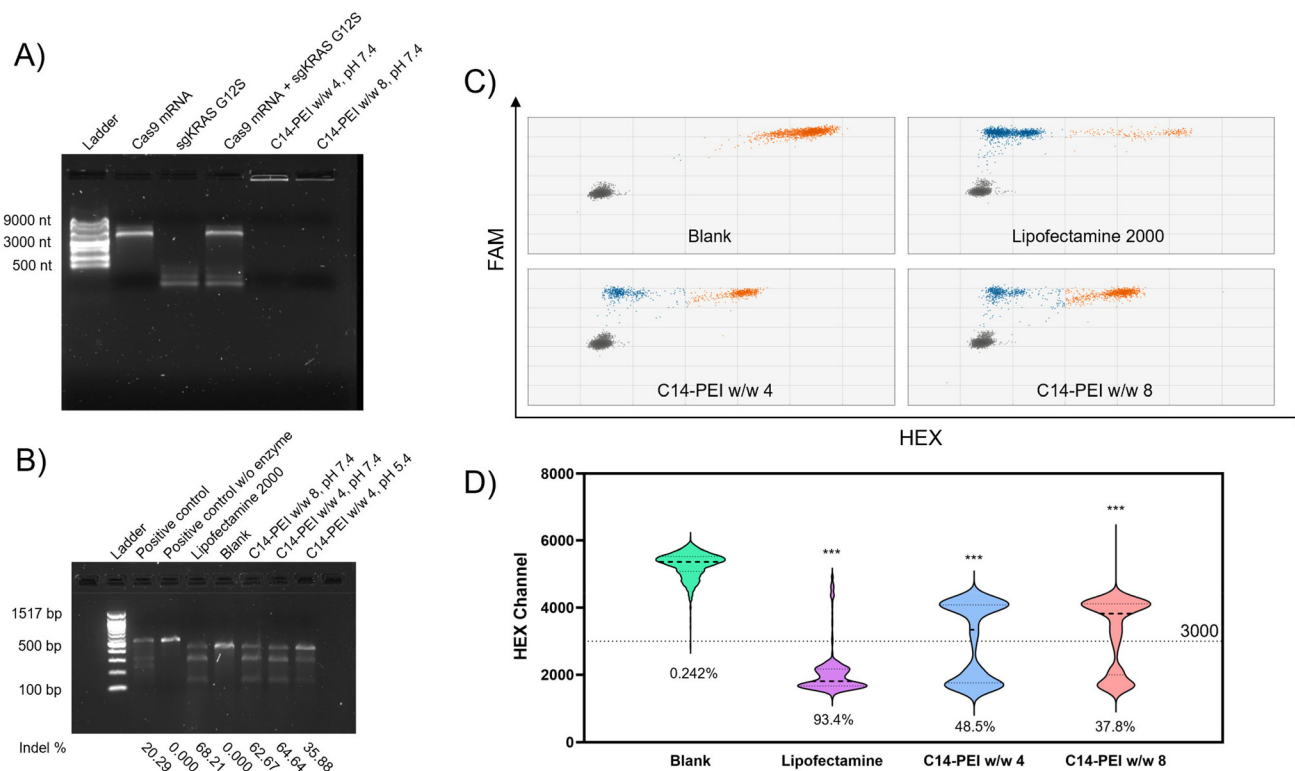 A)
Ladder
Cas9 mRNA
sgKRAS G12S
Cas9 mRNA + sgKRAS G12S
C14-PEI w/w 4, pH 7.4
C14-PEI w/w 8, pH 7.4
9000 nt
3000 nt
500 nt
B)
Ladder
Positive control
Positive control w/o enzyme
Lipofectamine 2000
Blank
C14-PEI w/w 8, pH 7.4
C14-PEI w/w 4, pH 7.4
C14-PEI w/w 4, pH 5.4
1517 bp
500 bp
100 bp
Indel %
20.29
0.000
68.21
0.000
62.67
64.64
35.88
C)
FAM
Blank
Lipofectamine 2000
C14-PEI w/w 4
C14-PEI w/w 8
HEX
D)
HEX Channel
8000
6000
4000
2000
0
***
***
***
3000
0.242%
93.4%
48.5%
37.8%
Blank
Lipofectamine
C14-PEI w/w 4
C14-PEI w/w 8